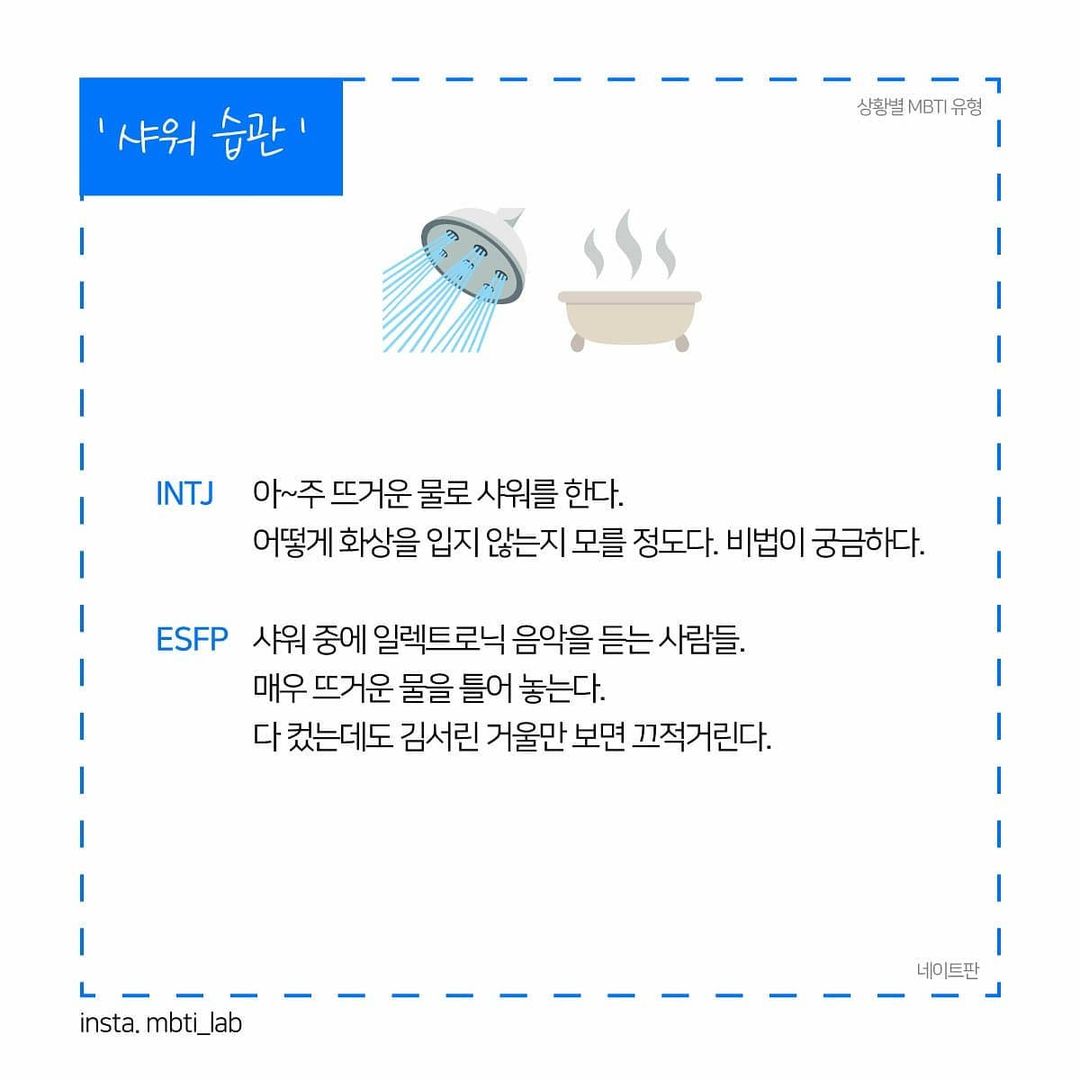 '샤워 습관'
상황별 MBTI 유형
INTJ 아~주 뜨거운 물로 샤워를 한다.
어떻게 화상을 입지 않는지 모를 정도다. 비법이 궁금하다.
ESFP 샤워 중에 일렉트로닉 음악을 듣는 사람들.
매우 뜨거운 물을 틀어 놓는다.
다 컸는데도 김서린 거울만 보면 끄적거린다.
네이트판
insta. mbti_lab